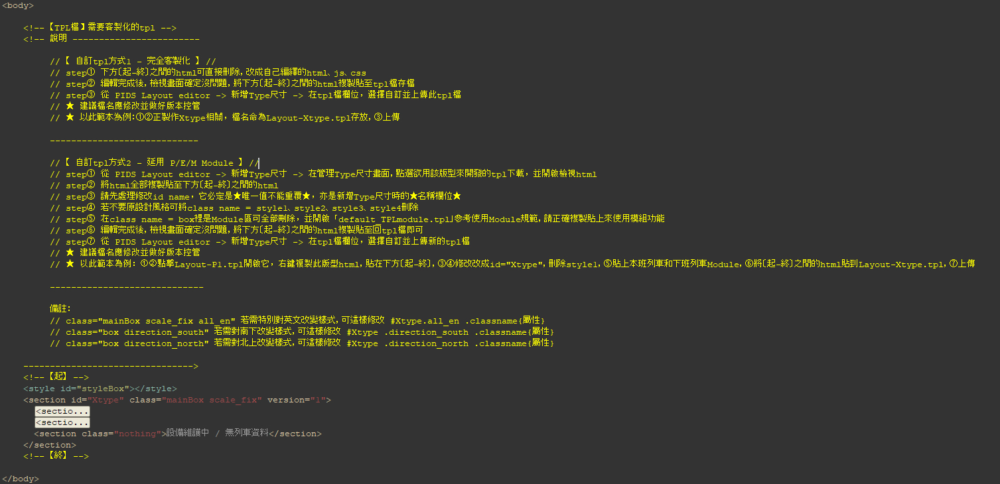 <body>
<!--【TPL檔】需要客製化的tpl -->
<!-- 說明 ------------------------
//【 自訂tpl方式1 - 完全客製化 】//
// step① 下方〔起-終〕之間的html可直接刪除,改成自己編繹的html、js、css
// step② 編輯完成後,檢視畫面確定沒問題,將下方〔起-終〕之間的html複製貼至tpl檔存檔
// step③ 從 PIDS Layout editor -> 新增Type尺寸 -> 在tpl檔欄位,選擇自訂並上傳此tpl檔
// ★ 建議檔名應修改並做好版本控管
// ★ 以此範本為例:①②正製作Xtype相關,檔名命為Layout-Xtype.tpl存放,③上傳
----------------------------
//【 自訂tpl方式2 - 延用 P/E/M Module 】//
// step① 從 PIDS Layout editor -> 新增Type尺寸 -> 在管理Type尺寸畫面,點選欲用該版型來開發的tpl下載,並開啟檢視html
// step② 將html全部複製貼至下方〔起-終〕之間的html
// step③ 請先處理修改id name,它必定是★唯一值不能重覆★,亦是新增Type尺寸時的★名稱欄位★
// step④ 若不要原設計風格可將class name = style1、style2、style3、style4刪除
// step⑤ 在class name = box裡是Module區可全部刪除,並開啟「default_TPLmodule.tpl」參考使用Module規範,請正確複製貼上來使用模組功能
// step⑥ 編輯完成後,檢視畫面確定沒問題,將下方〔起-終〕之間的html複製貼至回tpl檔即可
// step⑦ 從 PIDS Layout editor -> 新增Type尺寸 -> 在tpl檔欄位,選擇自訂並上傳新的tpl檔
// ★ 建議檔名應修改並做好版本控管
// ★ 以此範本為例: ①②點擊Layout-P1.tpl開啟它,右鍵複製此版型html,貼在下方〔起-終〕,③④修改改成id="Xtype",刪除style1,⑤貼上本班列車和下班列車Module,⑥將〔起-終〕之間的html貼到Layout-Xtype.tpl,⑦上傳
-----------------------------
備註:
// class="mainBox scale_fix all_en" 若需特別對英文改變樣式,可這樣修改 #Xtype.all_en .classname{屬性}
// class="box direction_south" 若需對南下改變樣式,可這樣修改 #Xtype .direction_south .classname{屬性}
// class="box direction_north" 若需對北上改變樣式,可這樣修改 #Xtype .direction_north .classname{屬性}
-------------------------------->
<!--【起】-->
<style id="styleBox"></style>
<section id="Xtype" class="mainBox scale_fix" version="1">
<sectio...
<sectio...
<section class="nothing">設備維護中 / 無列車資料</section>
</section>
<!--【終】-->
</body>